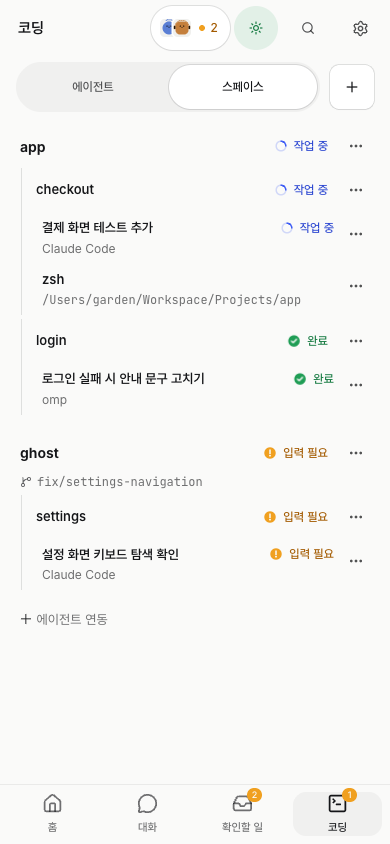 코딩
2
에이전트
스페이스
app
작업 중
checkout
작업 중
결제 화면 테스트 추가
작업 중
Claude Code
zsh
/Users/garden/Workspace/Projects/app
login
완료
로그인 실패 시 안내 문구 고치기
완료
omp
ghost
입력 필요
fix/settings-navigation
settings
입력 필요
설정 화면 키보드 탐색 확인
입력 필요
Claude Code
에이전트 연동
홈
대화
2
확인할 일
1
코딩